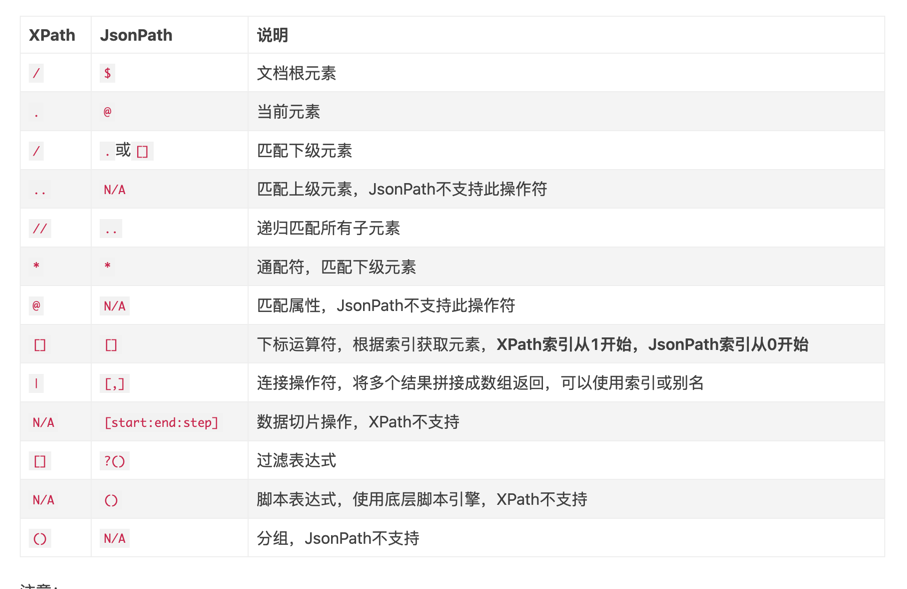 XPath JsonPath 说明
/ $ 文档根元素
. @ 当前元素
/ .或[] 匹配下级元素
.. N/A 匹配上级元素，JsonPath不支持此操作符
// .. 递归匹配所有子元素
* * 通配符，匹配下级元素
@ N/A 匹配属性，JsonPath不支持此操作符
[] [] 下标运算符，根据索引获取元素，XPath索引从1开始，JsonPath索引从0开始
| [,] 连接操作符，将多个结果拼接成数组返回，可以使用索引或别名
N/A [start:end:step] 数据切片操作，XPath不支持
[] ?() 过滤表达式
N/A () 脚本表达式，使用底层脚本引擎，XPath不支持
() N/A 分组，JsonPath不支持